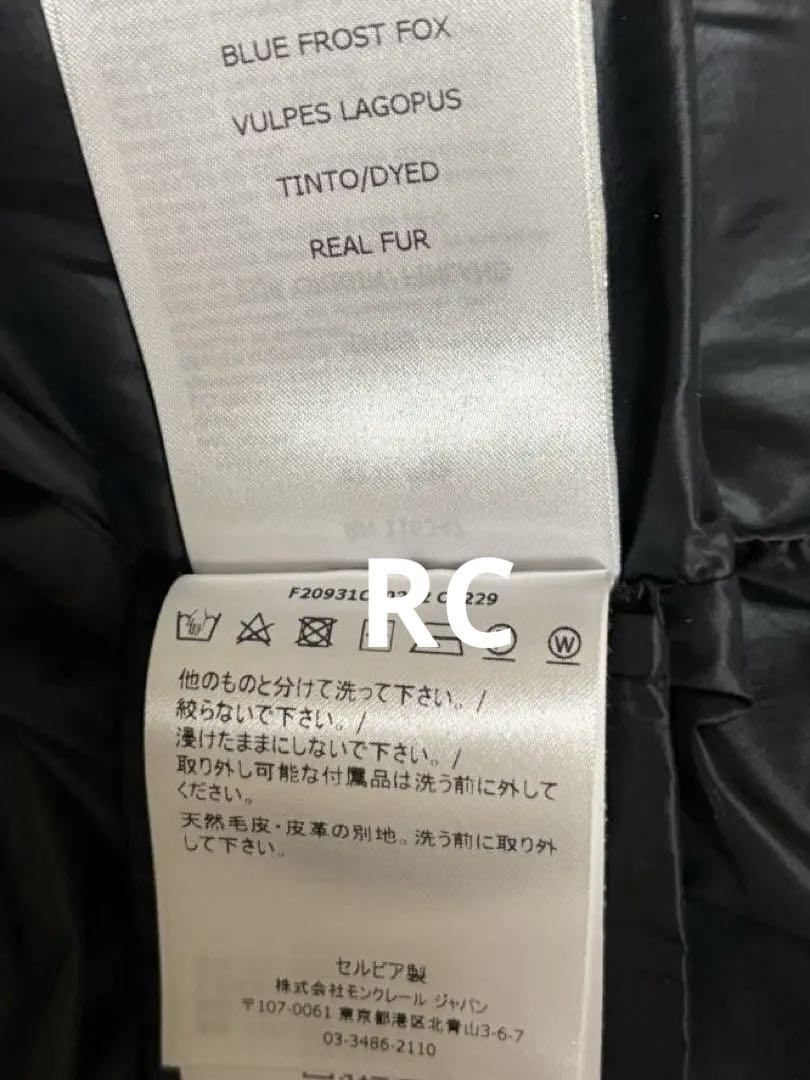 BLUE FROST FOX
VULPES LAGOPUS
TINTO/DYED
REAL FUR
RC
他のものと分けて洗って下さい。/
絞らないで下さい。/
浸けたままにしないで下さい。/
取り外し可能な付属品は洗う前に外して
ください。
天然毛皮・皮革の別地。洗う前に取り外
して下さい。
セルビア製
株式会社モンクレール ジャパン
〒107-0061 東京都港区北青山3-6-7
03-3486-2110